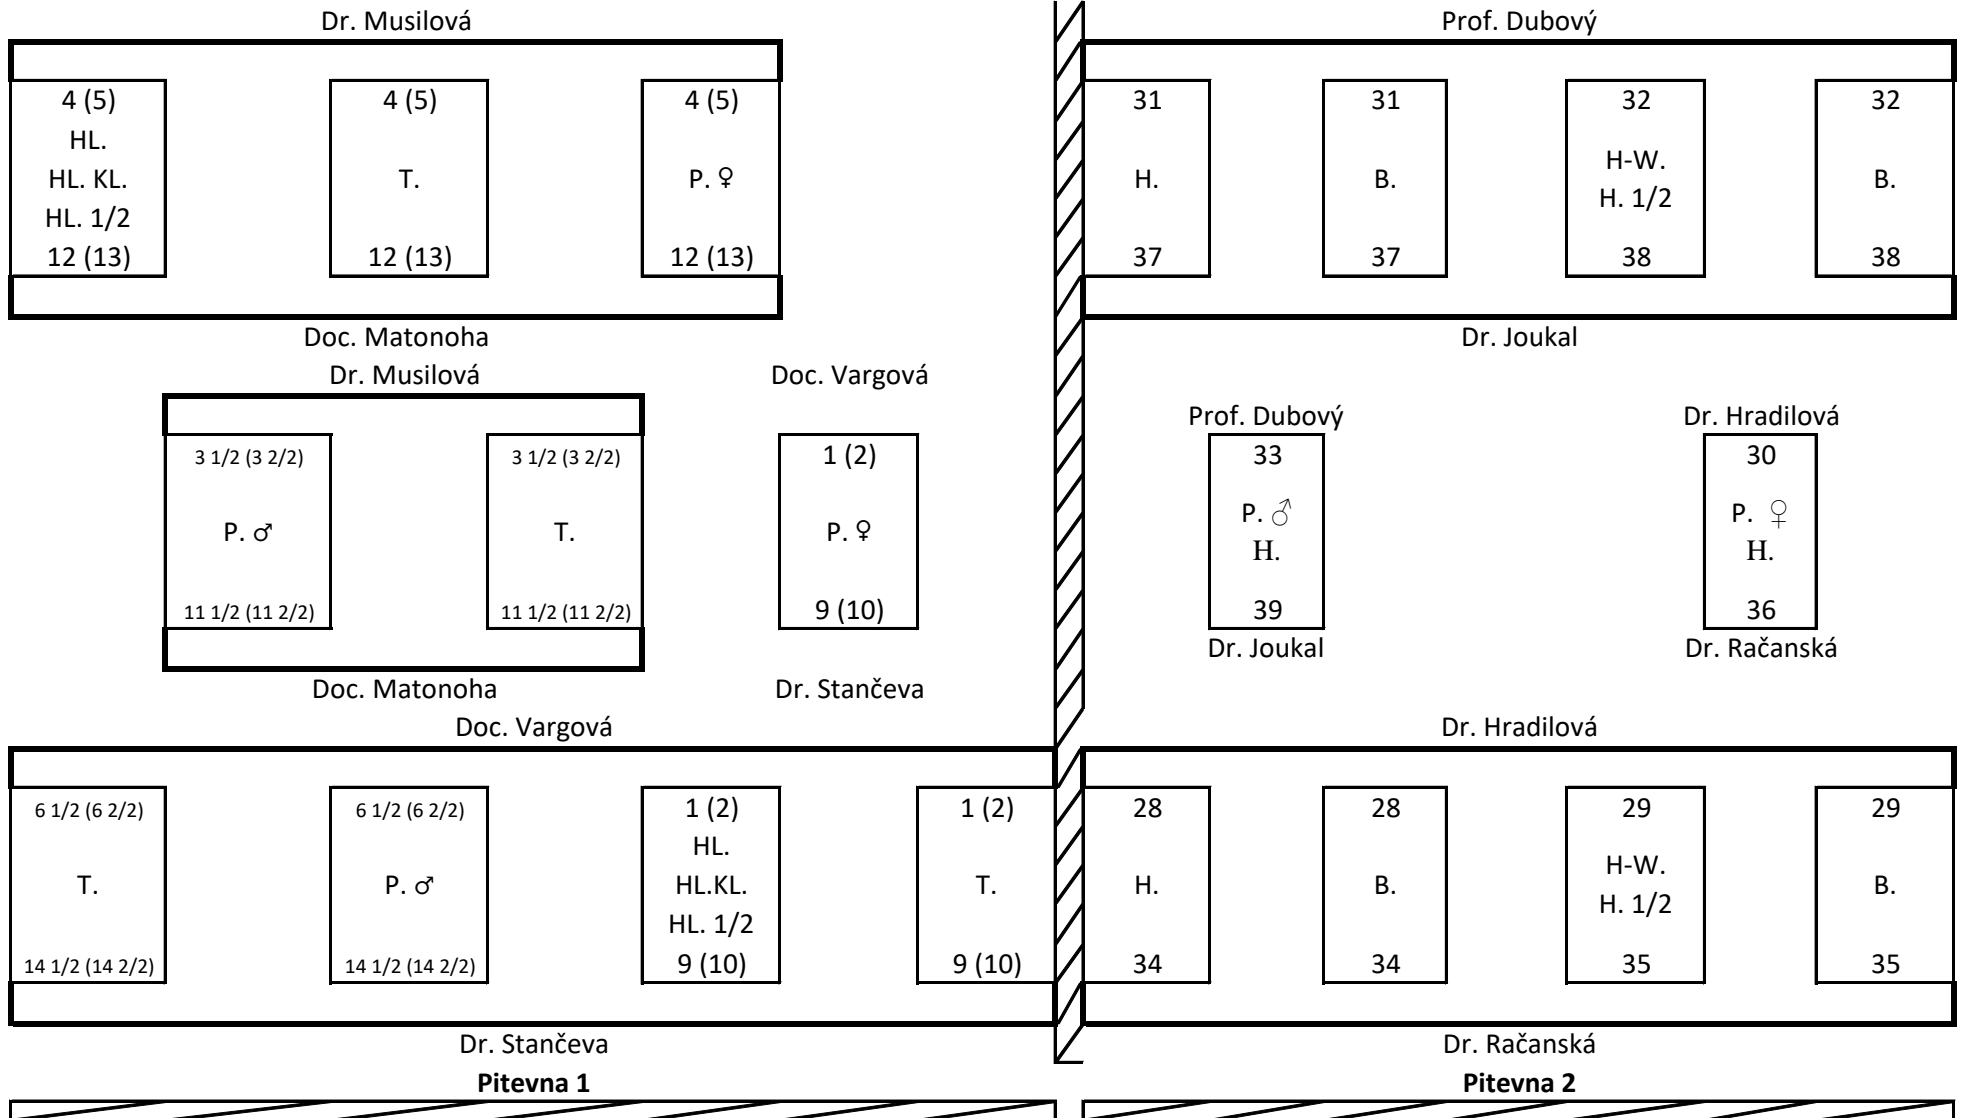 Dr. Musilová
4 (5)
HL.
HL. KL.
HL. 1/2
12 (13)
4 (5)
T.
12 (13)
4 (5)
P. ♀
12 (13)
Doc. Matonoha
Dr. Musilová
3 1/2 (3 2/2)
P. ♂
11 1/2 (11 2/2)
3 1/2 (3 2/2)
T.
11 1/2 (11 2/2)
Doc. Matonoha
Doc. Vargová
1 (2)
P. ♀
9 (10)
Dr. Stančeva
Doc. Vargová
6 1/2 (6 2/2)
T.
14 1/2 (14 2/2)
6 1/2 (6 2/2)
P. ♂
14 1/2 (14 2/2)
1 (2)
HL.
HL.KL.
HL. 1/2
9 (10)
1 (2)
T.
9 (10)
Dr. Stančeva
Pitevna 1
Prof. Dubový
31
H.
37
31
B.
37
32
H-W.
H. 1/2
38
32
B.
38
Dr. Joukal
Prof. Dubový
33
P. ♂
H.
39
Dr. Joukal
Dr. Hradilová
30
P. ♀
H.
36
Dr. Račanská
Dr. Hradilová
28
H.
34
28
B.
34
29
H-W.
H. 1/2
35
29
B.
35
Dr. Račanská
Pitevna 2